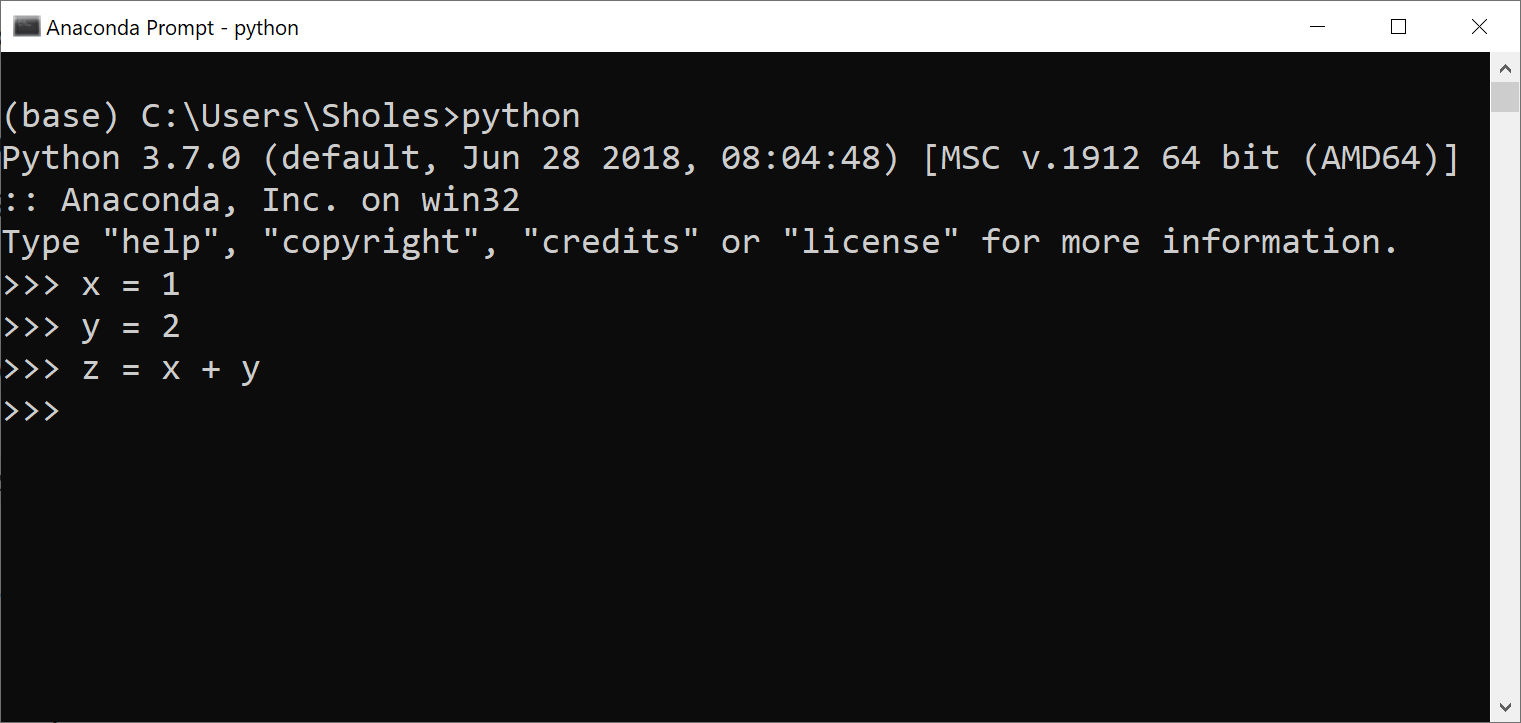 Anaconda Prompt - python
(base) C:\Users\Sholes>python
Python 3.7.0 (default, Jun 28 2018, 08:04:48) [MSC v.1912 64 bit (AMD64)]
:: Anaconda, Inc. on win32
Type "help", "copyright", "credits" or "license" for more information.
>>> x = 1
>>> y = 2
>>> z = x + y
>>>